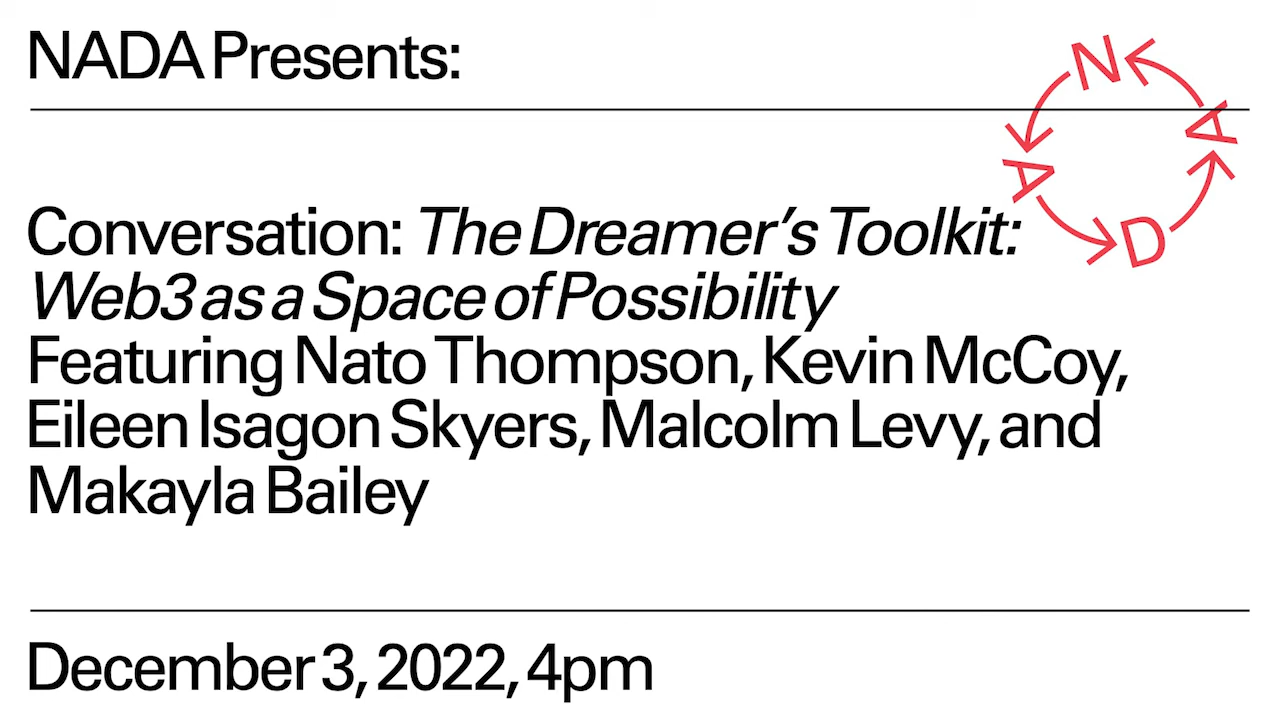 NADA Presents:
N
A
D
A
Conversation: The Dreamer’s Toolkit:
Web3 as a Space of Possibility
Featuring Nato Thompson, Kevin McCoy,
Eileen Isagon Skyers, Malcolm Levy, and
Makayla Bailey
December 3, 2022, 4pm